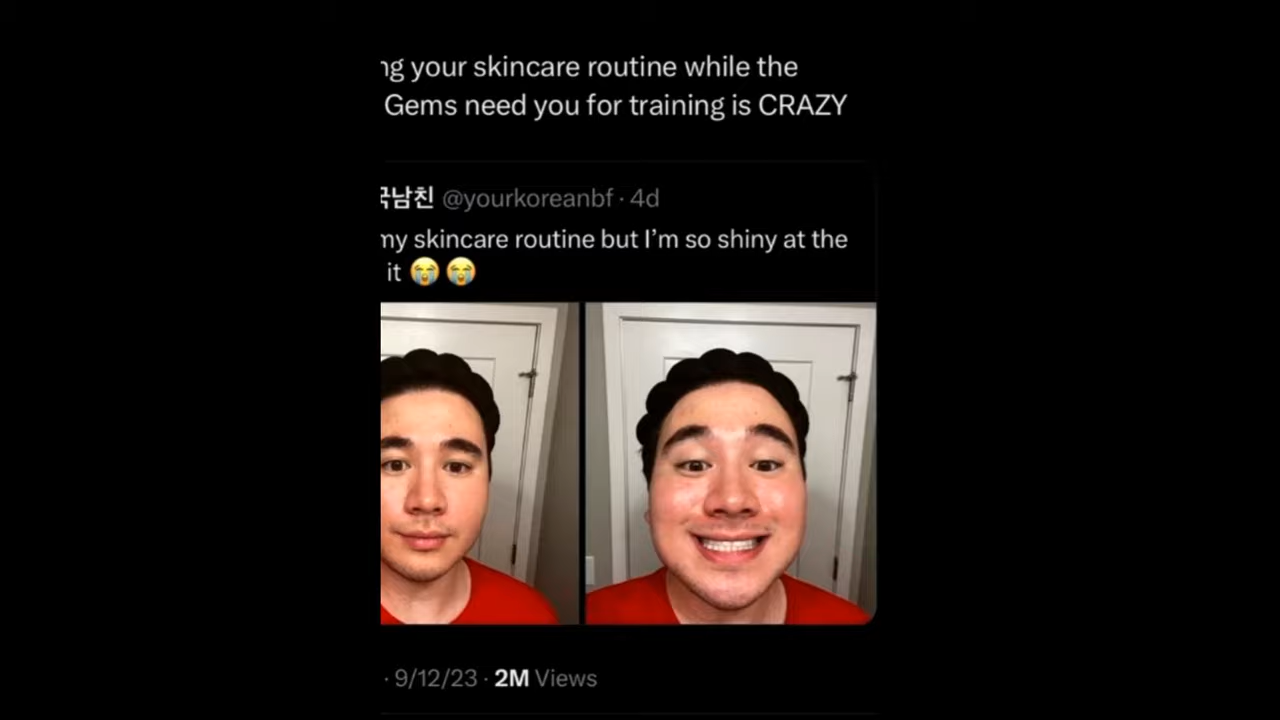 your skincare routine while the
Gems need you for training is CRAZY
남친 @yourkoreanbf · 4d
my skincare routine but I’m so shiny at the
it 😭😭
· 9/12/23 · 2M Views